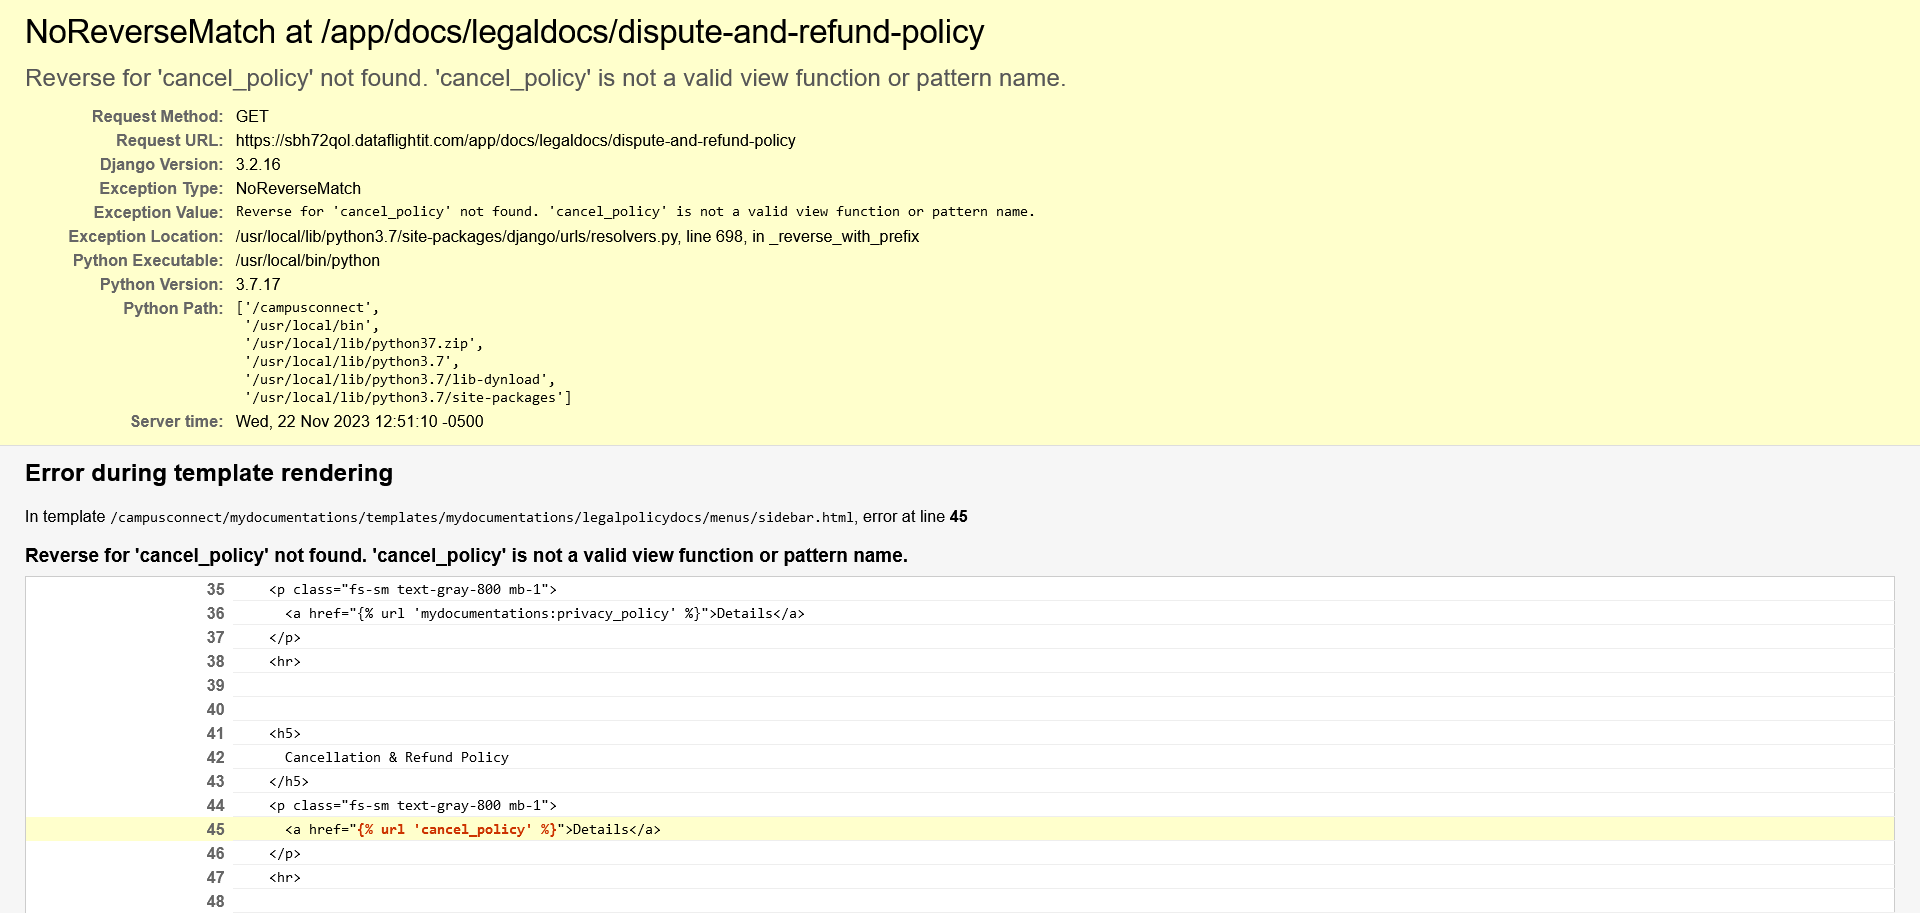 NoReverseMatch at /app/docs/legaldocs/dispute-and-refund-policy
Reverse for 'cancel_policy' not found. 'cancel_policy' is not a valid view function or pattern name.
Request Method: GET
Request URL: https://sbh72qol.dataflightit.com/app/docs/legaldocs/dispute-and-refund-policy
Django Version: 3.2.16
Exception Type: NoReverseMatch
Exception Value: Reverse for 'cancel_policy' not found. 'cancel_policy' is not a valid view function or pattern name.
Exception Location: /usr/local/lib/python3.7/site-packages/django/urls/resolvers.py, line 698, in _reverse_with_prefix
Python Executable: /usr/local/bin/python
Python Version: 3.7.17
Python Path: ['/campusconnect',
'/usr/local/bin',
'/usr/local/lib/python37.zip',
'/usr/local/lib/python3.7',
'/usr/local/lib/python3.7/lib-dynload',
'/usr/local/lib/python3.7/site-packages']
Server time: Wed, 22 Nov 2023 12:51:10 -0500
Error during template rendering
In template /campusconnect/mydocumentations/templates/mydocumentations/legalpolicydocs/menus/sidebar.html, error at line 45
Reverse for 'cancel_policy' not found. 'cancel_policy' is not a valid view function or pattern name.
35 <p class="fs-sm text-gray-800 mb-1">
36 <a href="{% url 'mydocumentations:privacy_policy' %}">Details</a>
37 </p>
38 <hr>
39
40
41 <h5>
42 Cancellation & Refund Policy
43 </h5>
44 <p class="fs-sm text-gray-800 mb-1">
45 <a href="{% url 'cancel_policy' %}">Details</a>
46 </p>
47 <hr>
48